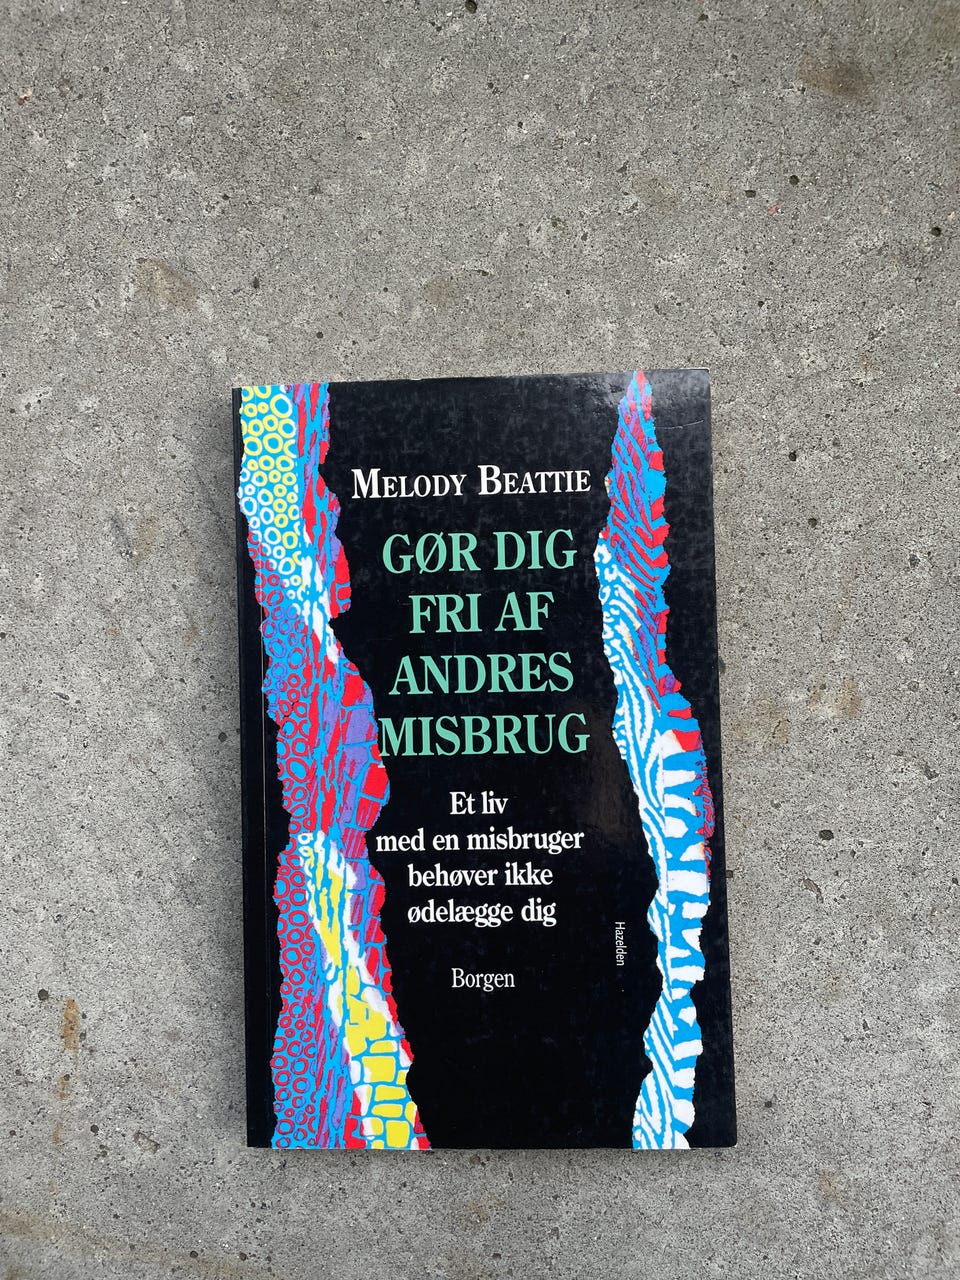 MELODY BEATTIE
GØR DIG
FRI AF
ANDRES
MISBRUG
Et liv
med en misbruger
behøver ikke
ødelægge dig
Hazelden
Borgen